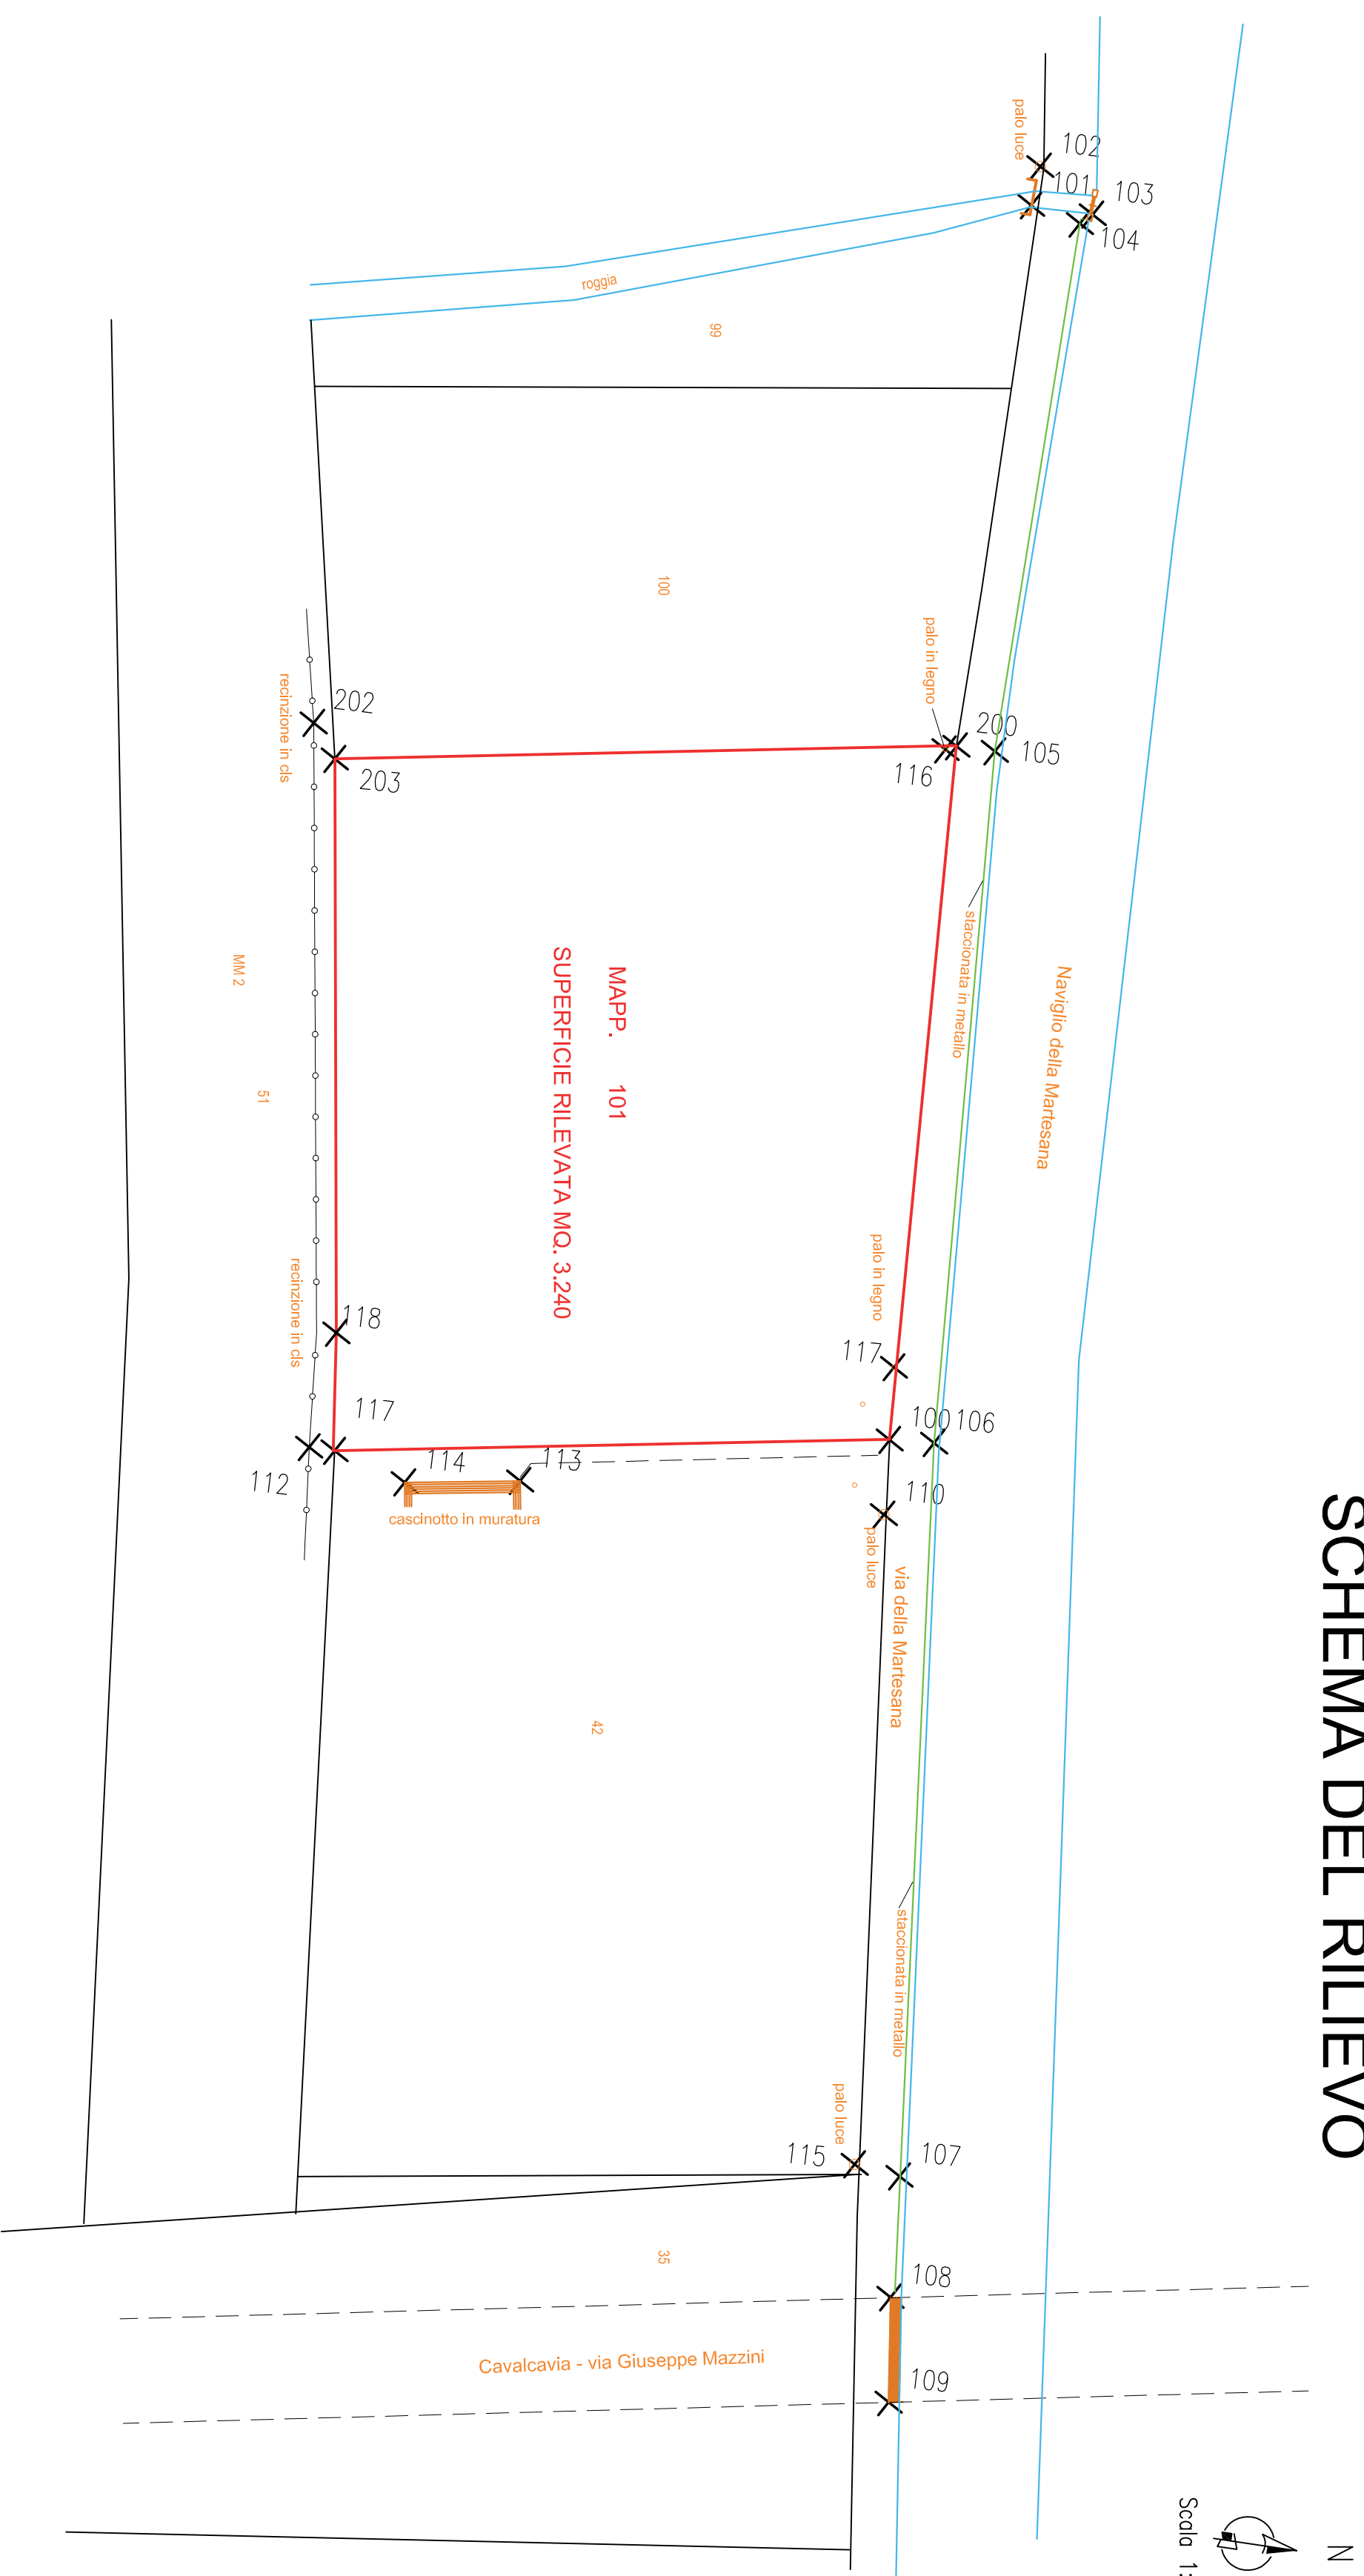 SCHEMA DEL RILIEVO
N
Scala 1:
palo luce
102
101
103
104
roggia
99
100
palo in legno
200
105
116
202
203
recinzione in cls
staccionata in metallo
Naviglio della Martesana
MAPP. 101
SUPERFICIE RILEVATA MQ. 3.240
MM 2
51
palo in legno
recinzione in cls
118
117
117
100
106
112
114
113
110
cascinotto in muratura
palo luce
via della Martesana
42
staccionata in metallo
palo luce
115
107
35
108
Cavalcavia - via Giuseppe Mazzini
109